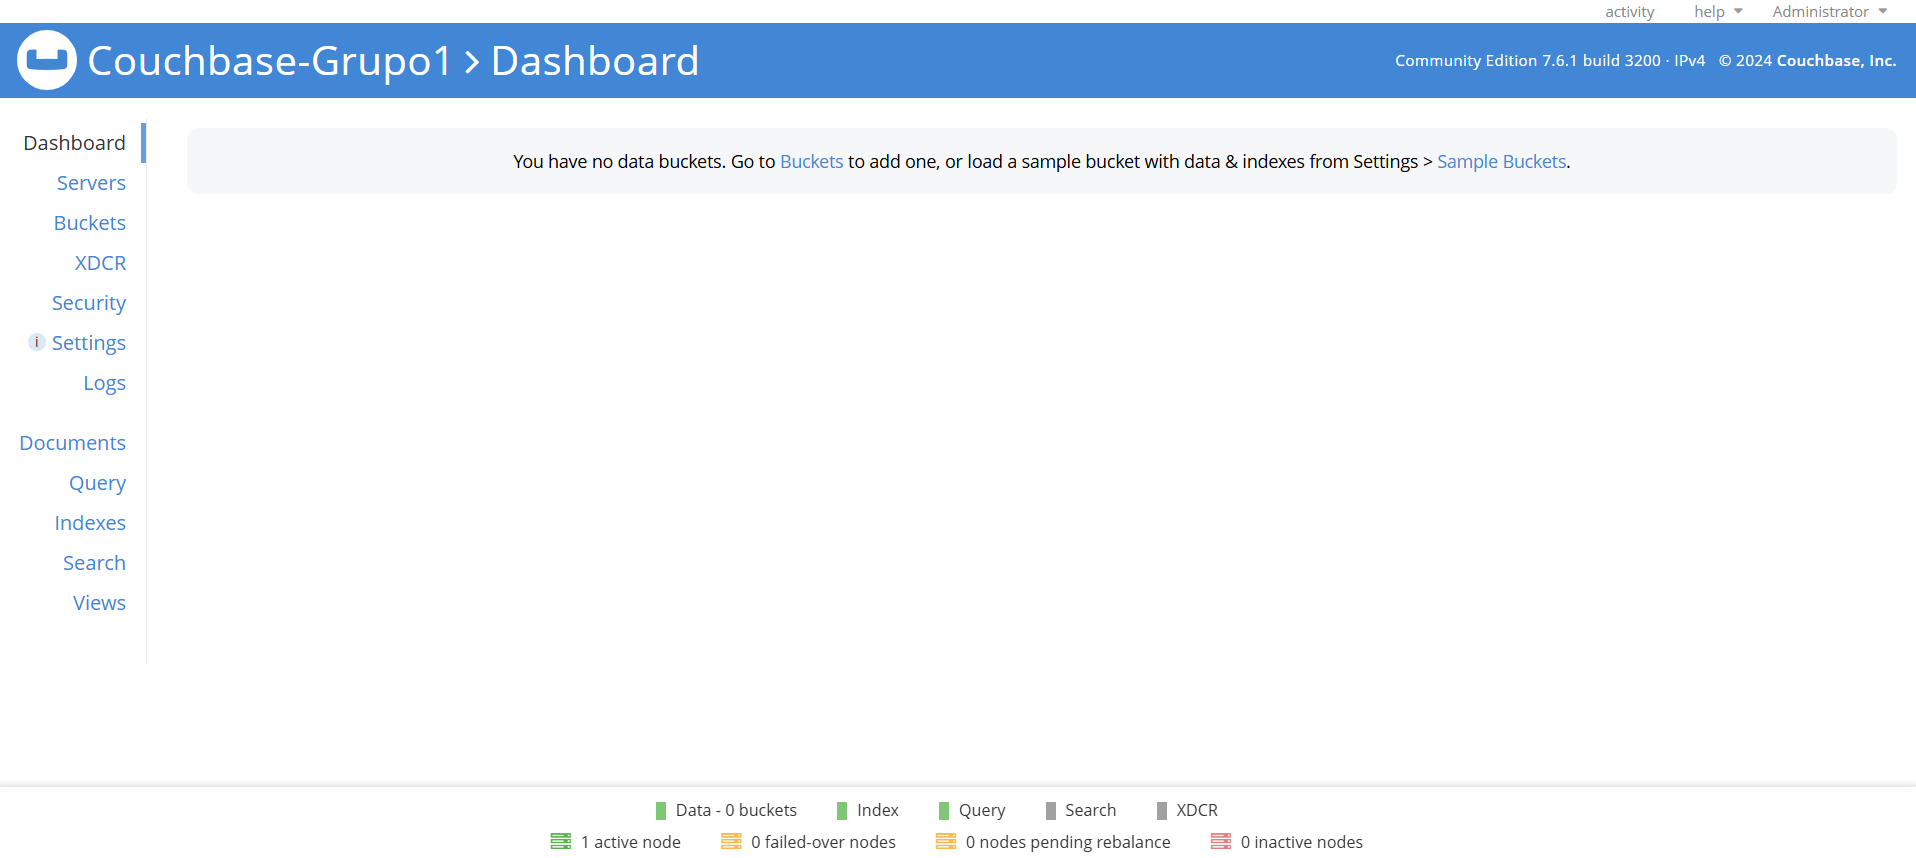 activity help Administrator
Couchbase-Grupo1 > Dashboard
Community Edition 7.6.1 build 3200 · IPv4 © 2024 Couchbase, Inc.
Dashboard
Servers
Buckets
XDCR
Security
i Settings
Logs
Documents
Query
Indexes
Search
Views
You have no data buckets. Go to Buckets to add one, or load a sample bucket with data & indexes from Settings > Sample Buckets.
Data - 0 buckets Index Query Search XDCR
1 active node 0 failed-over nodes 0 nodes pending rebalance 0 inactive nodes